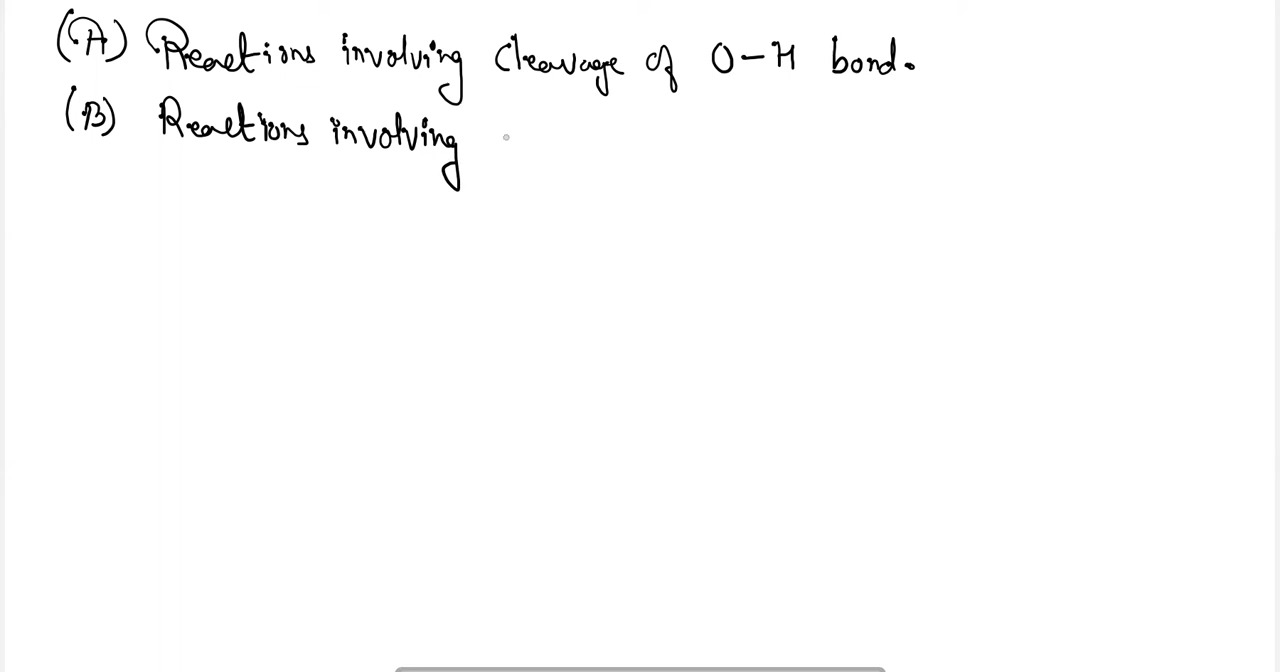 (A) Reactions involving cleavage of O-H bond.
(B) Reactions involving